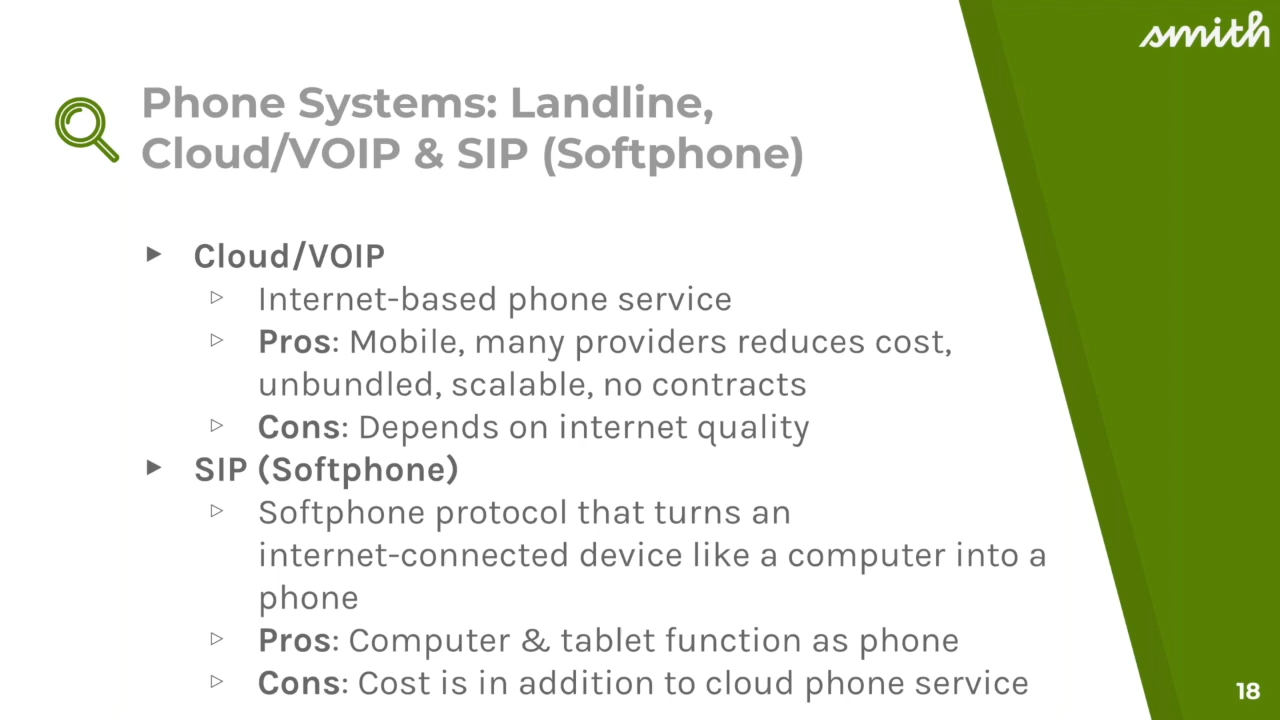 smith
Phone Systems: Landline,
Cloud/VOIP & SIP (Softphone)
Cloud/VOIP
Internet-based phone service
Pros: Mobile, many providers reduces cost,
unbundled, scalable, no contracts
Cons: Depends on internet quality
SIP (Softphone)
Softphone protocol that turns an
internet-connected device like a computer into a
phone
Pros: Computer & tablet function as phone
Cons: Cost is in addition to cloud phone service
18